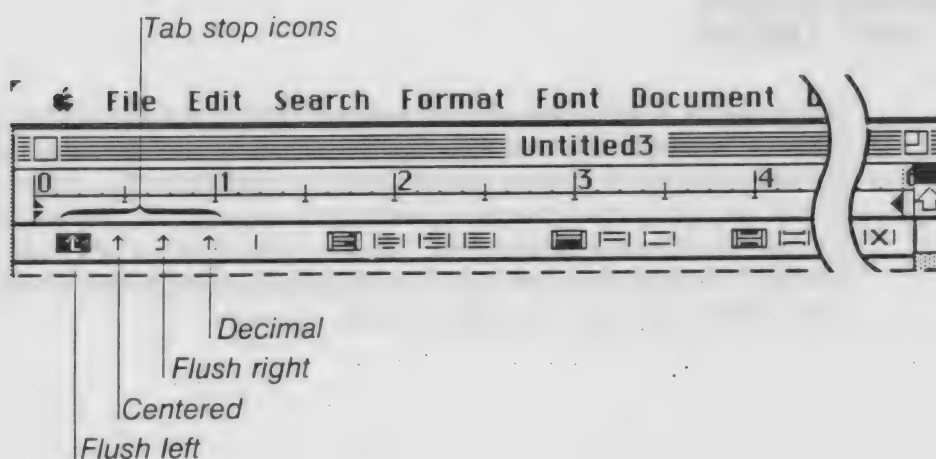 Tab stop icons
File Edit Search Format Font Document
Untitled3
0 1 2 3 4
Decimal
Flush right
Centered
Flush left